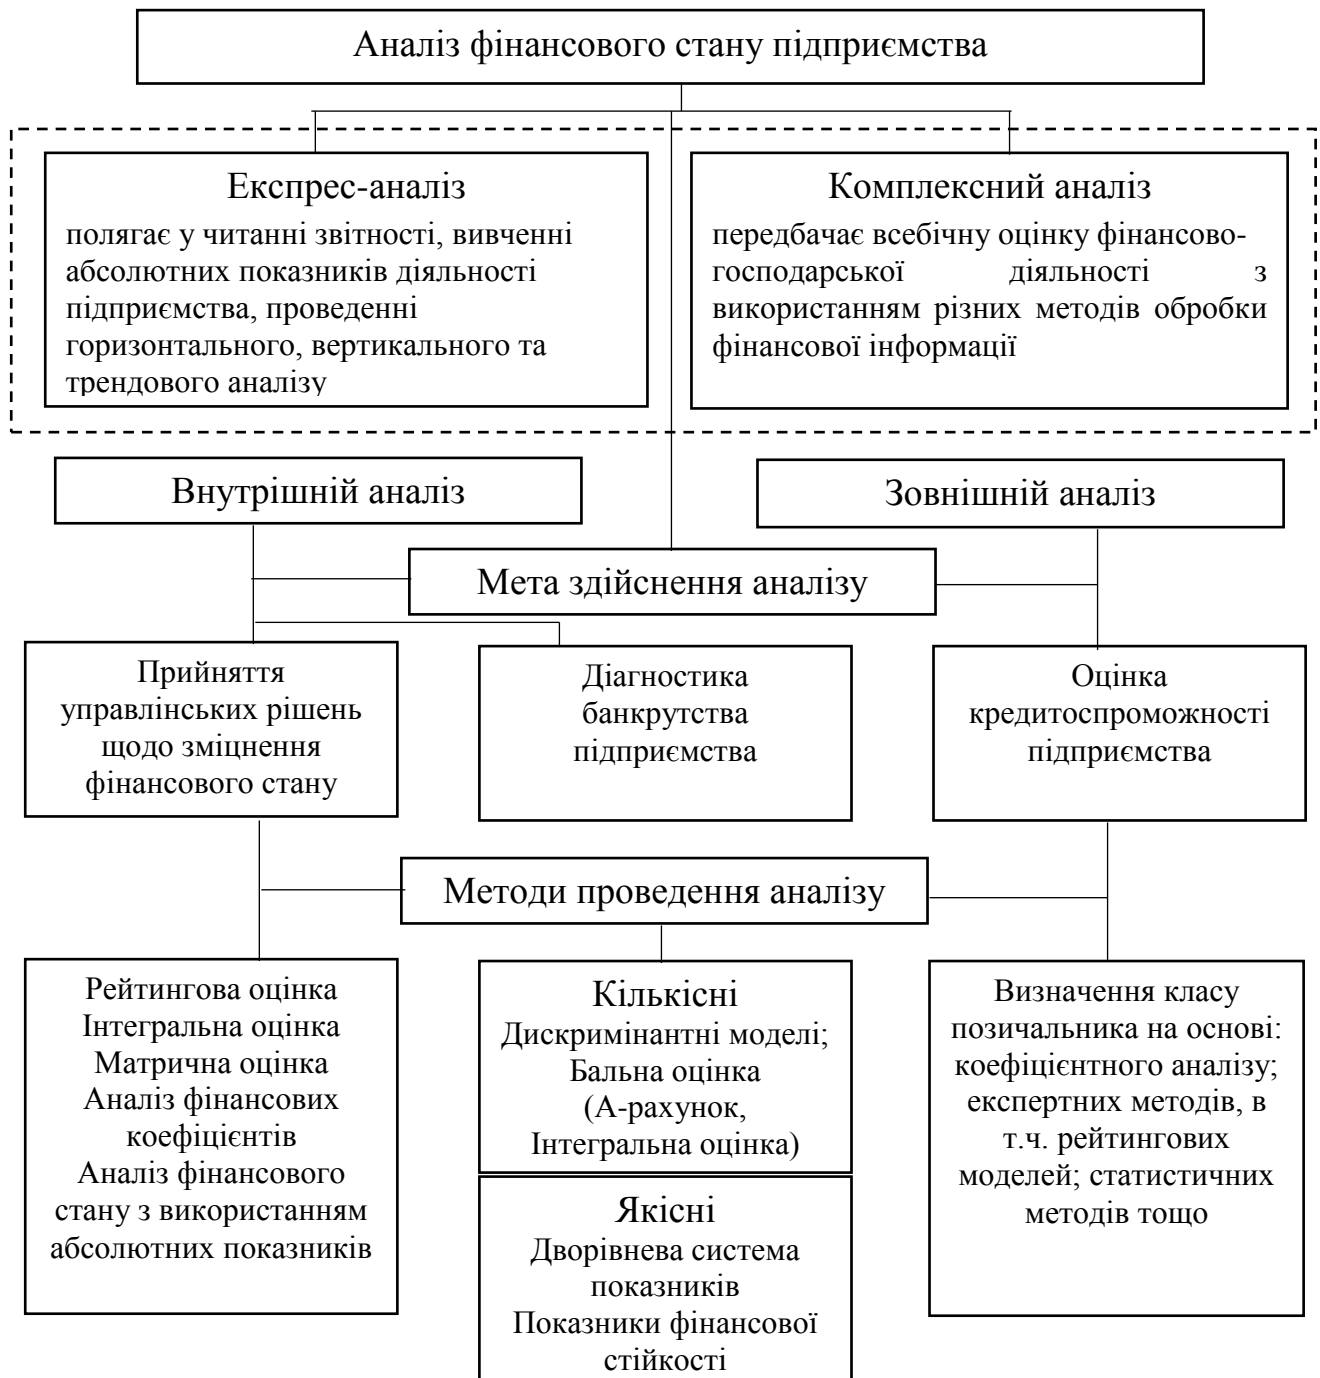 Аналіз фінансового стану підприємства
Експрес-аналіз
полягає у читанні звітності, вивченні
абсолютних показників діяльності
підприємства, проведенні
горизонтального, вертикального та
трендового аналізу
Комплексний аналіз
передбачає всебічну оцінку фінансово-
господарської діяльності з
використанням різних методів обробки
фінансової інформації
Внутрішній аналіз
Зовнішній аналіз
Мета здійснення аналізу
Прийняття
управлінських рішень
щодо зміцнення
фінансового стану
Діагностика
банкрутства
підприємства
Оцінка
кредитоспроможності
підприємства
Методи проведення аналізу
Рейтингова оцінка
Інтегральна оцінка
Матрична оцінка
Аналіз фінансових
коефіцієнтів
Аналіз фінансового
стану з використанням
абсолютних показників
Кількісні
Дискримінантні моделі;
Бальна оцінка
(А-рахунок,
Інтегральна оцінка)
Якісні
Дворівнева система
показників
Показники фінансової
стійкості
Визначення класу
позичальника на основі:
коефіцієнтного аналізу;
експертних методів, в
т.ч. рейтингових
моделей; статистичних
методів тощо